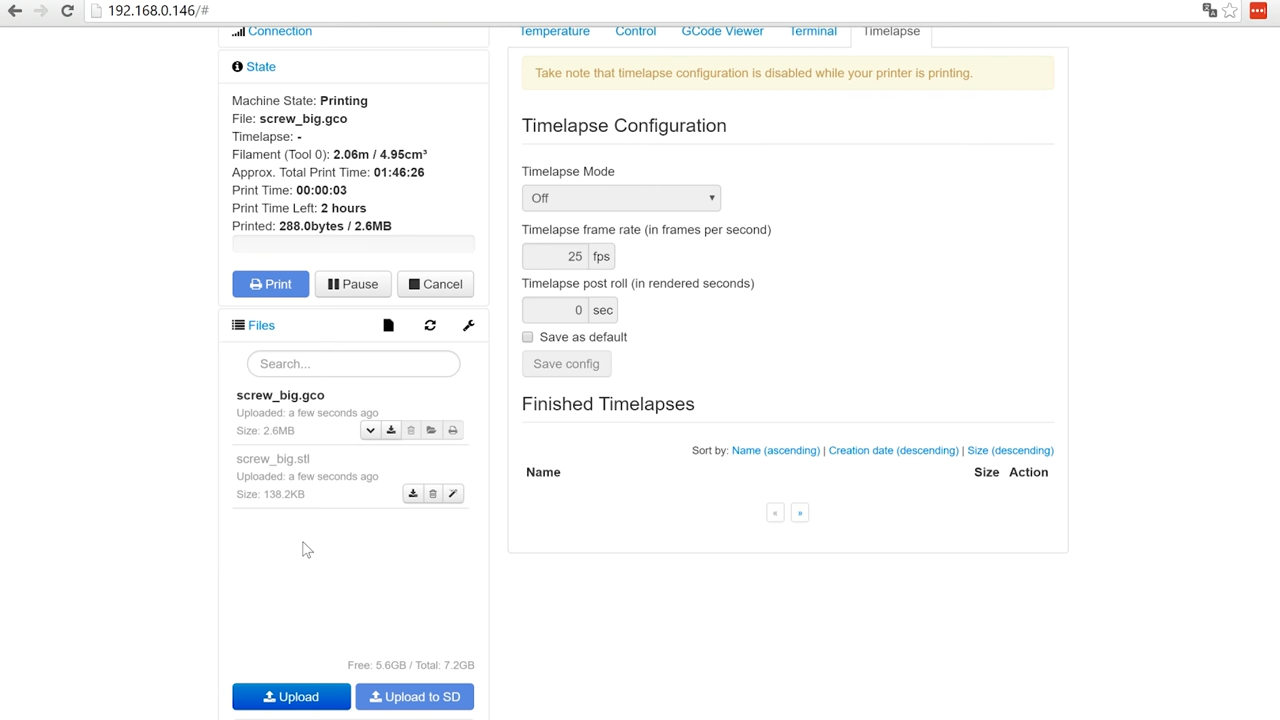 192.168.0.146/#
Connection
State
Machine State: Printing
File: screw_big.gco
Timelapse: -
Filament (Tool 0): 2.06m / 4.95cm³
Approx. Total Print Time: 01:46:26
Print Time: 00:00:03
Print Time Left: 2 hours
Printed: 288.0bytes / 2.6MB
Print Pause Cancel
Files
Search...
screw_big.gco
Uploaded: a few seconds ago
Size: 2.6MB
screw_big.stl
Uploaded: a few seconds ago
Size: 138.2KB
Free: 5.6GB / Total: 7.2GB
Upload Upload to SD
Temperature Control GCode Viewer Terminal Timelapse
Take note that timelapse configuration is disabled while your printer is printing.
Timelapse Configuration
Timelapse Mode
Off
Timelapse frame rate (in frames per second)
25 fps
Timelapse post roll (in rendered seconds)
0 sec
Save as default
Save config
Finished Timelapses
Sort by: Name (ascending) | Creation date (descending) | Size (descending)
Name Size Action
« »